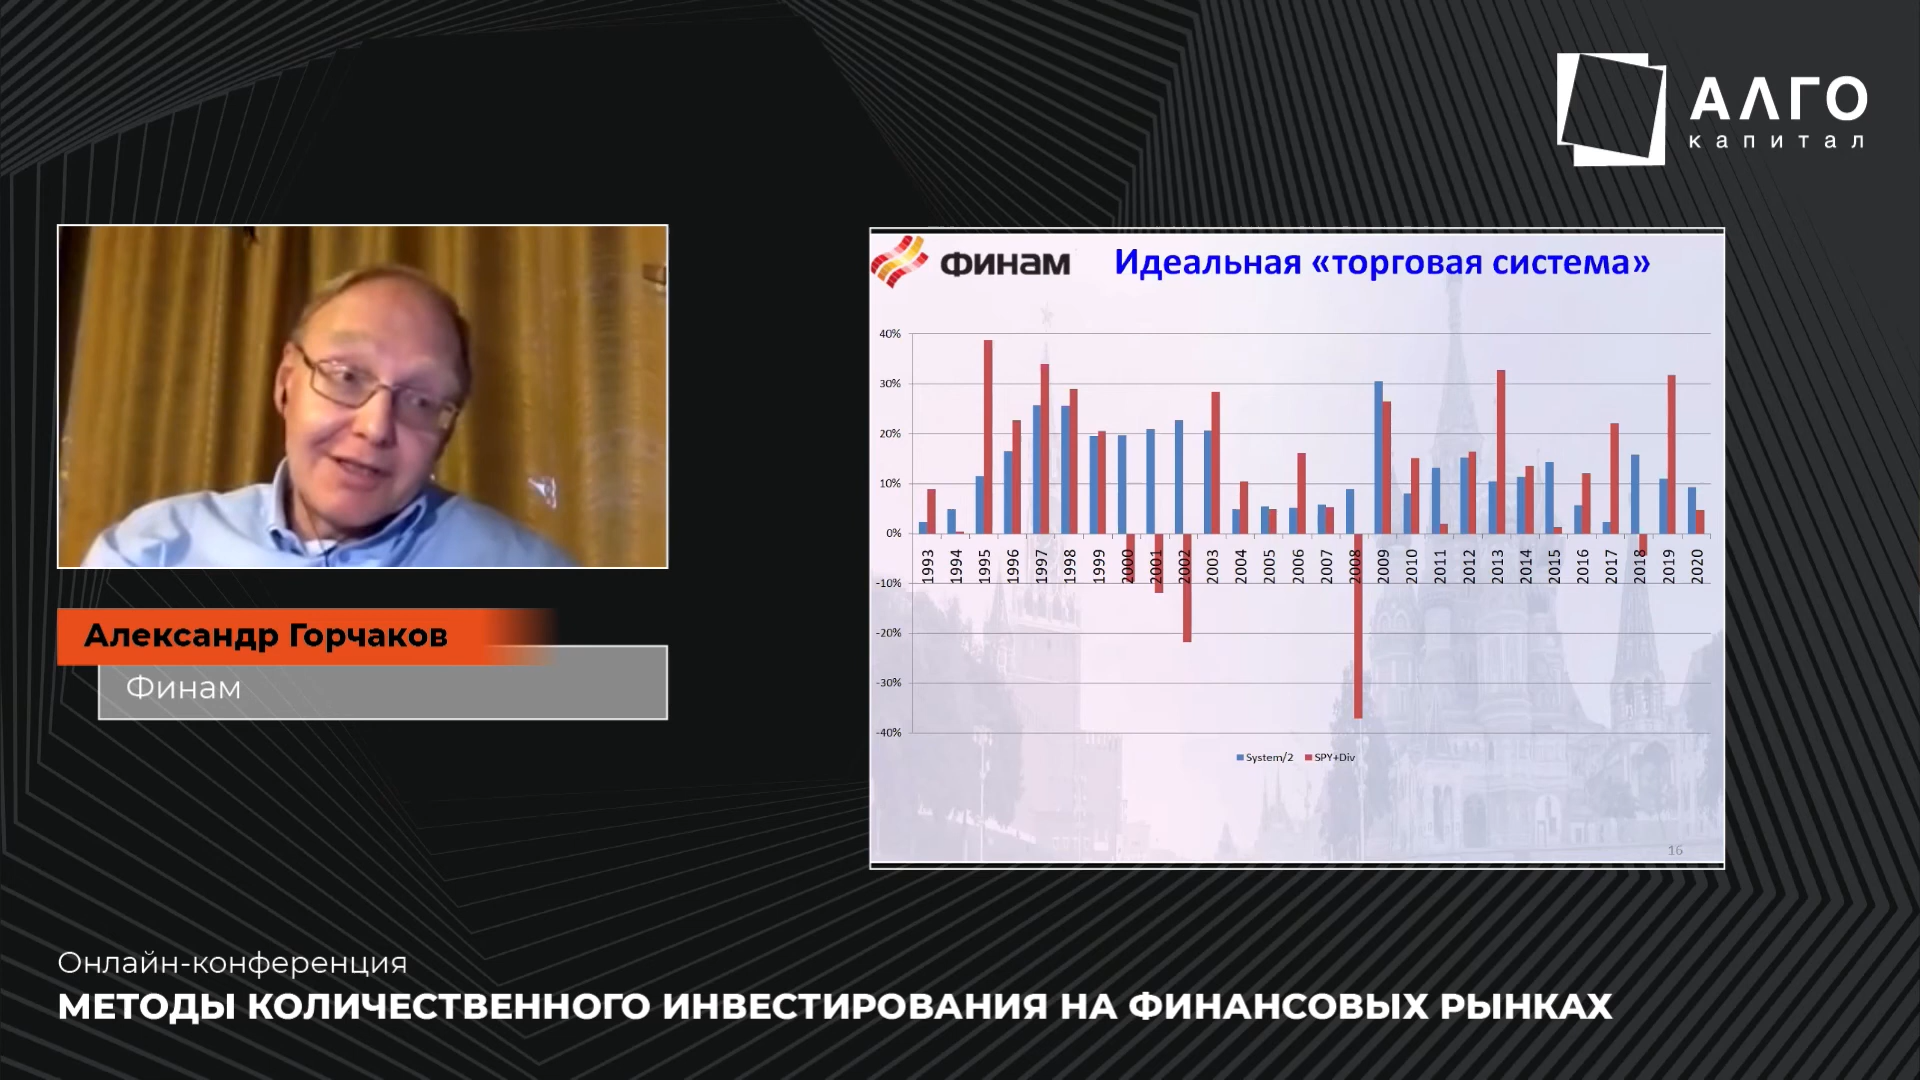 АЛГО
капитал
ФИНАМ
Идеальная «торговая система»
40%
30%
20%
10%
0%
-10%
-20%
-30%
-40%
1993 1994 1995 1996 1997 1998 1999 2000 2001 2002 2003 2004 2005 2006 2007 2008 2009 2010 2011 2012 2013 2014 2015 2016 2017 2018 2019 2020
System/2 SPY+Div
16
Александр Горчаков
Финам
Онлайн-конференция
МЕТОДЫ КОЛИЧЕСТВЕННОГО ИНВЕСТИРОВАНИЯ НА ФИНАНСОВЫХ РЫНКАХ